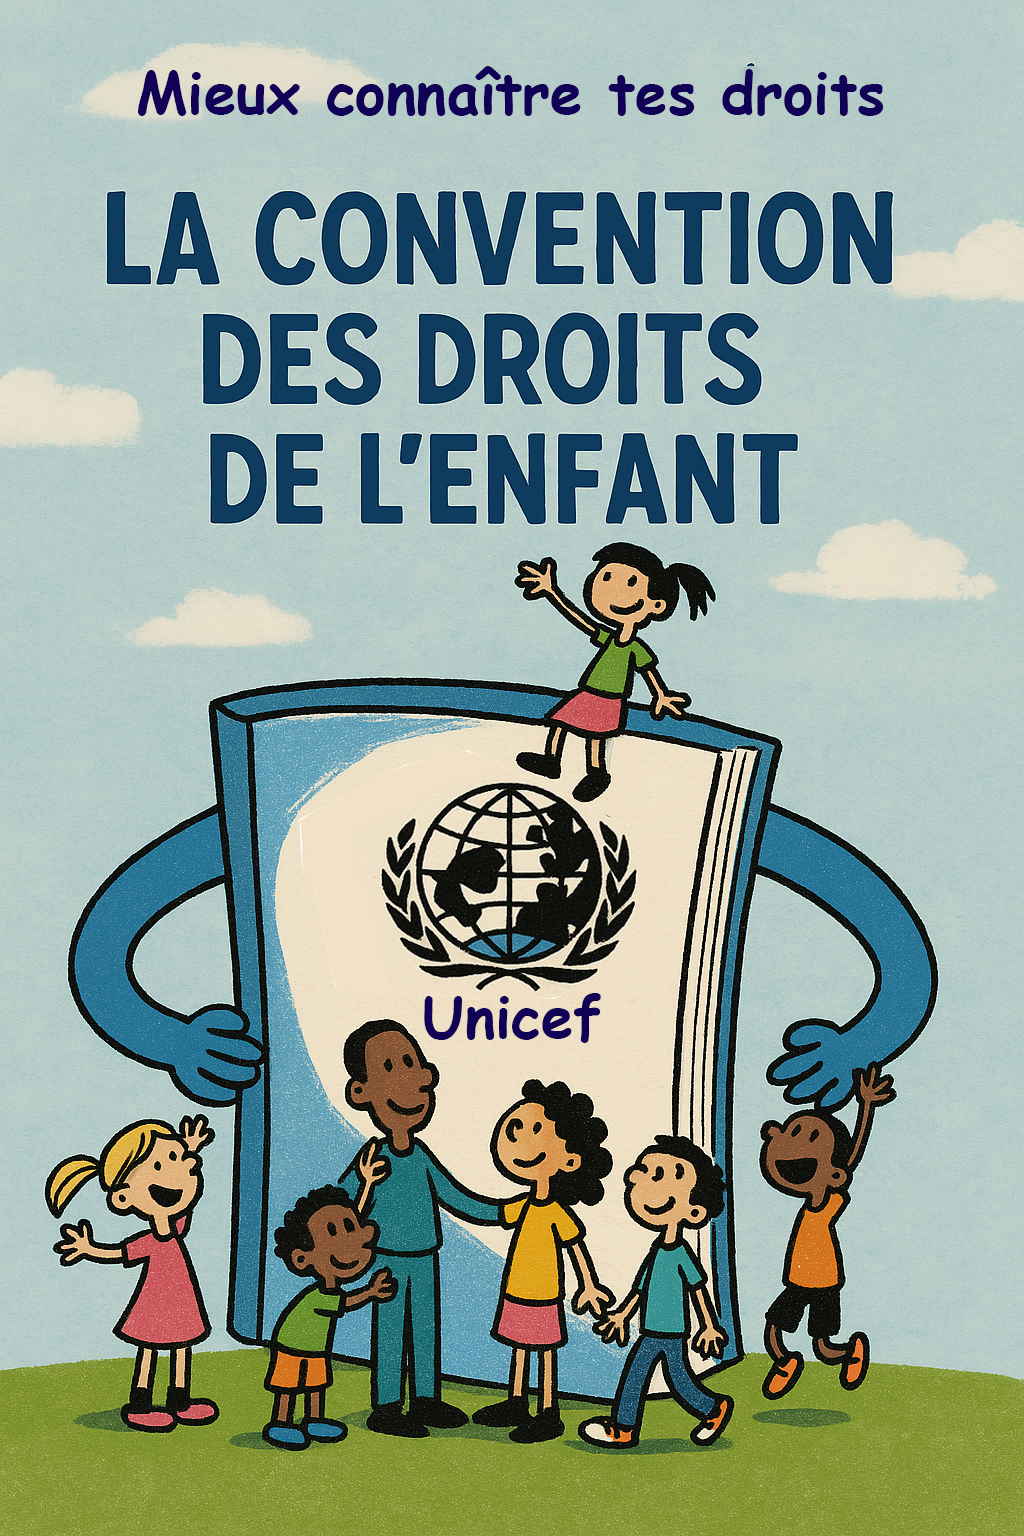 Mieux connaître tes droits
LA CONVENTION
DES DROITS
DE L'ENFANT
Unicef